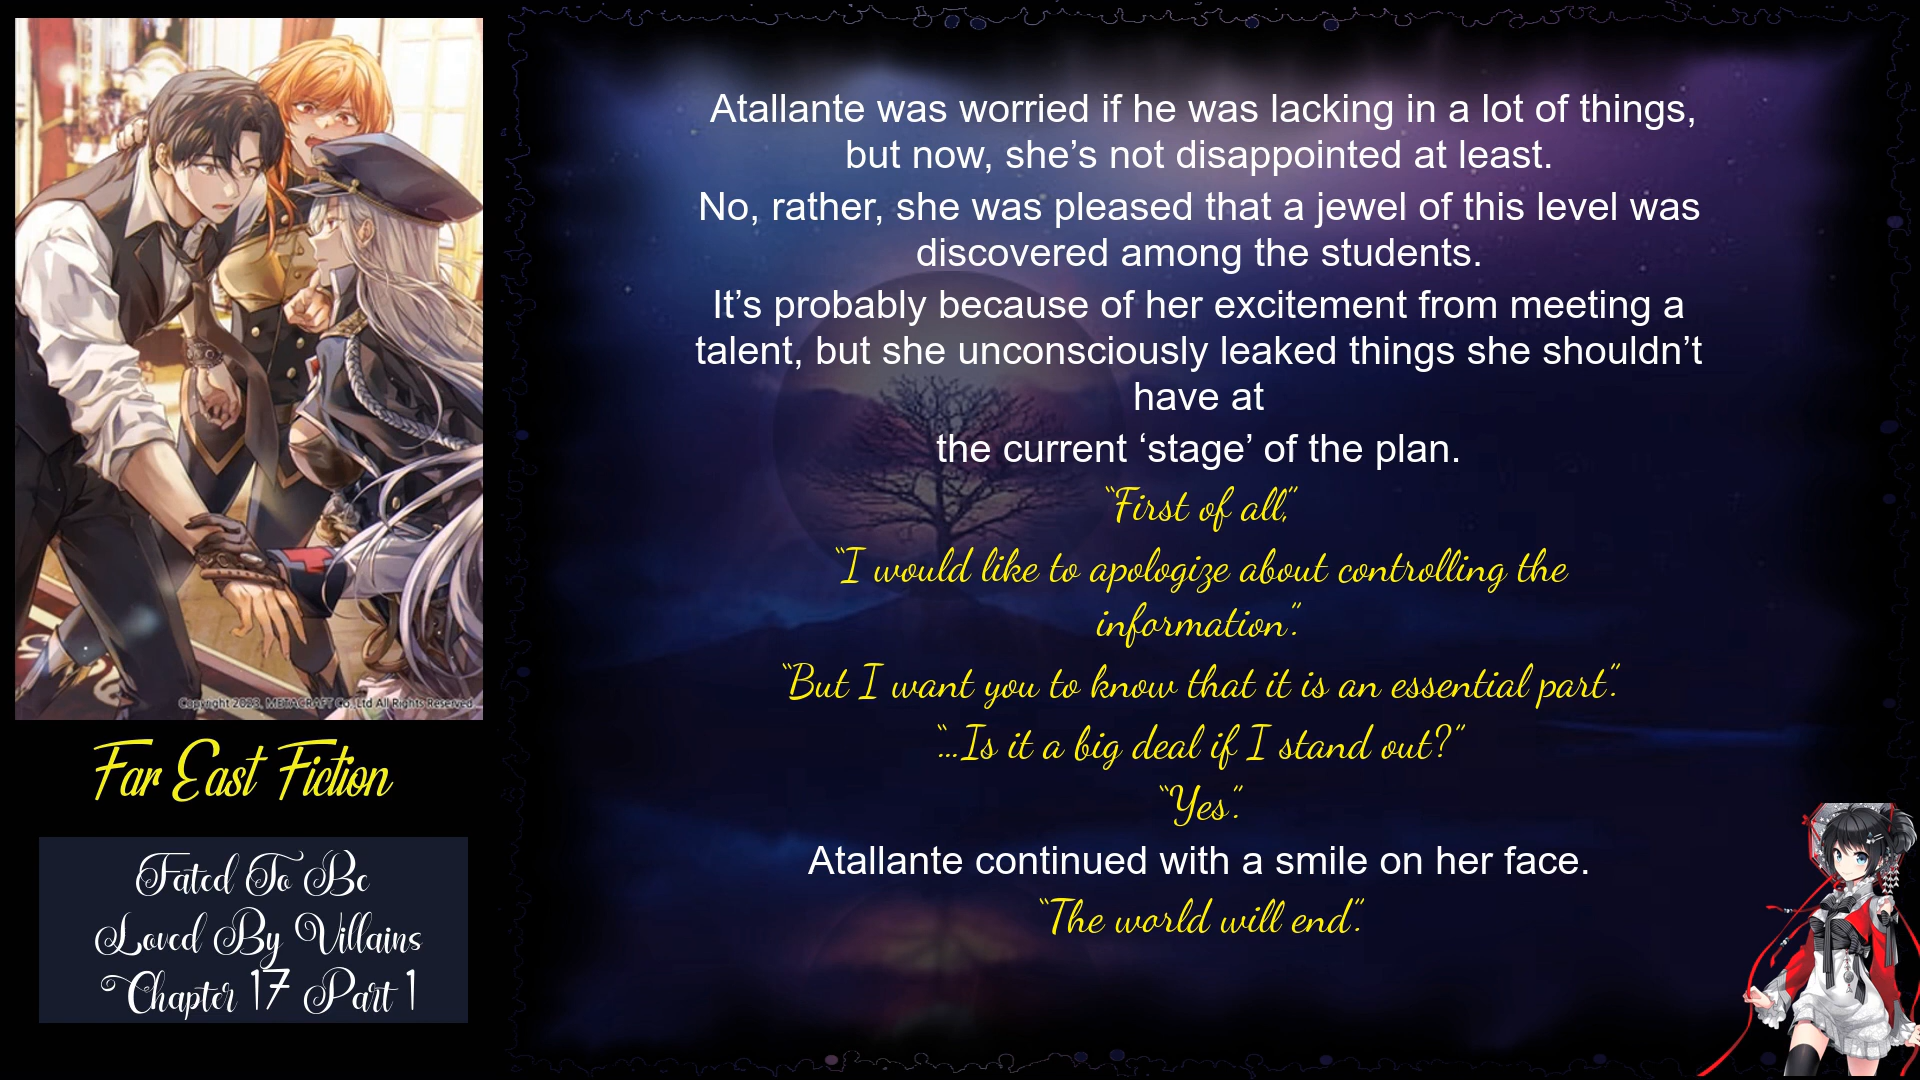 Atallante was worried if he was lacking in a lot of things,
but now, she’s not disappointed at least.
No, rather, she was pleased that a jewel of this level was
discovered among the students.
It’s probably because of her excitement from meeting a
talent, but she unconsciously leaked things she shouldn’t
have at
the current ‘stage’ of the plan.
“First of all,”
“I would like to apologize about controlling the
information”.
“But I want you to know that it is an essential part”.
“…Is it a big deal if I stand out?”
“Yes”.
Atallante continued with a smile on her face.
“The world will end”.
Copyright 2023, METACRAFT Co.,Ltd All Rights Reserved
Far East Fiction
Fated To Be
Loved By Villains
Chapter 17 Part 1